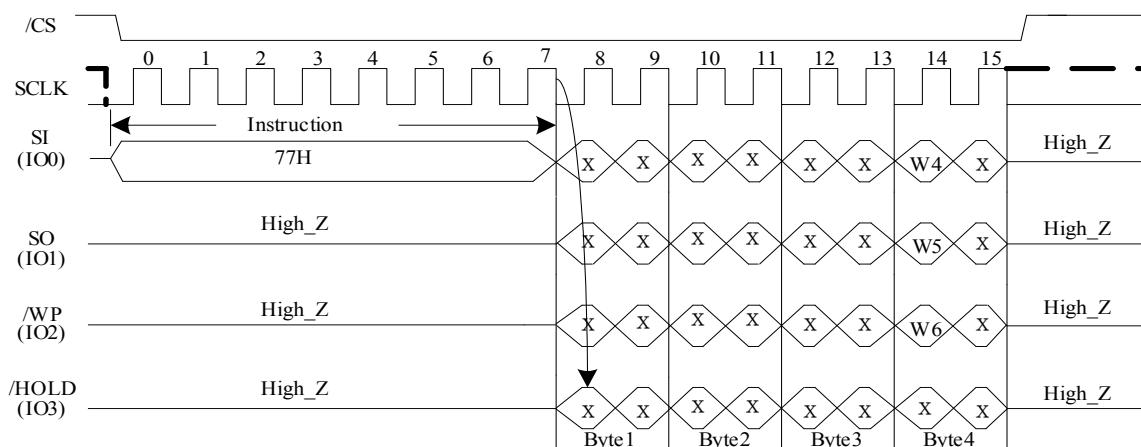 /CS
0 1 2 3 4 5 6 7 8 9 10 11 12 13 14 15
SCLK
Instruction
SI
(IO0)
77H
X X X X X X W4 X
High_Z
SO
(IO1)
High_Z
X X X X X X W5 X
High_Z
/WP
(IO2)
High_Z
X X X X X X W6 X
High_Z
/HOLD
(IO3)
High_Z
X X X X X X X X
High_Z
Byte1 Byte2 Byte3 Byte4